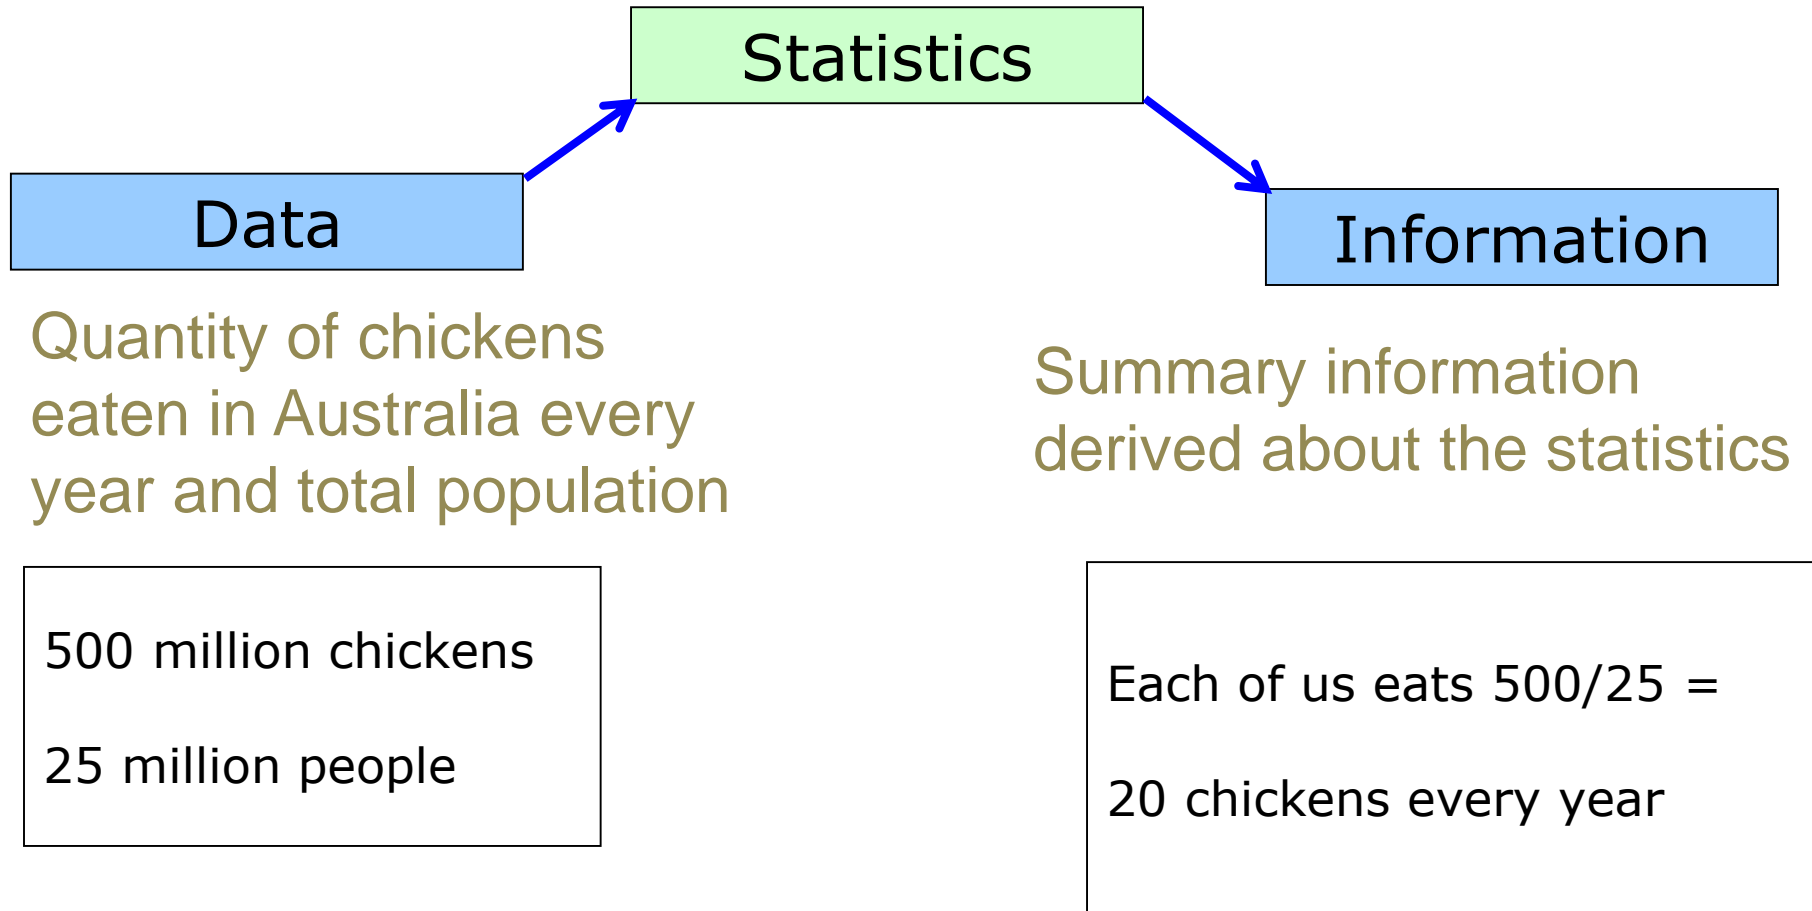 Statistics
Data
Information
Quantity of chickens
eaten in Australia every
year and total population
Summary information
derived about the statistics
500 million chickens
25 million people
Each of us eats 500/25 =
20 chickens every year